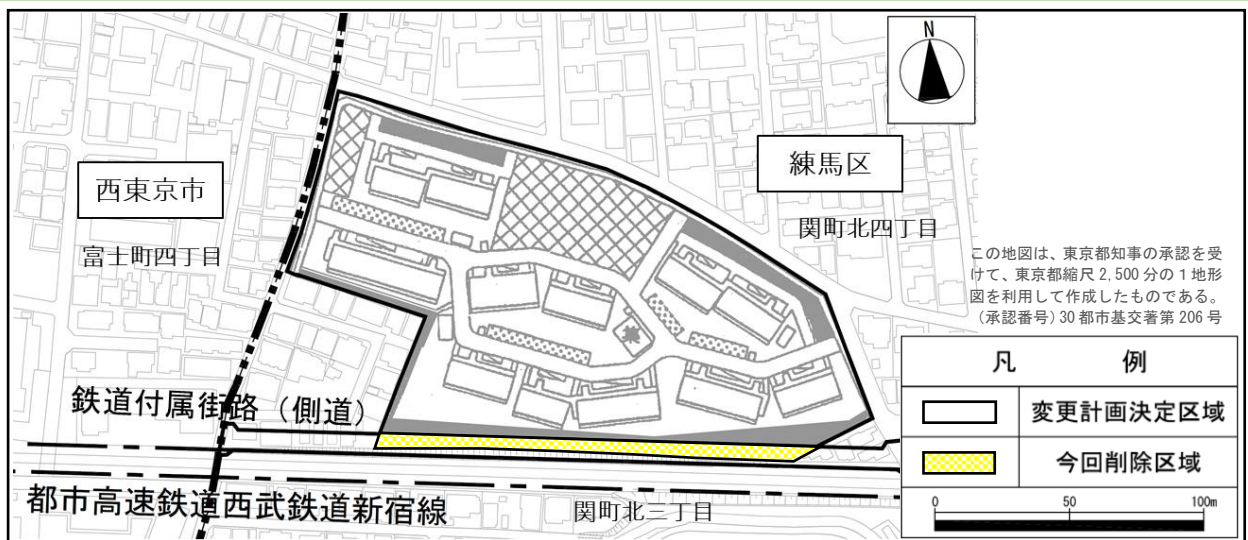 N
練馬区
西東京市
関町北四丁目
富士町四丁目
この地図は、東京都知事の承認を受
けて、東京都縮尺2,500分の1地形
図を利用して作成したものである。
（承認番号）30都市基交著第206号
凡 例
変更計画決定区域
今回削除区域
0 50 100m
鉄道付属街路（側道）
都市高速鉄道西武鉄道新宿線
関町北三丁目